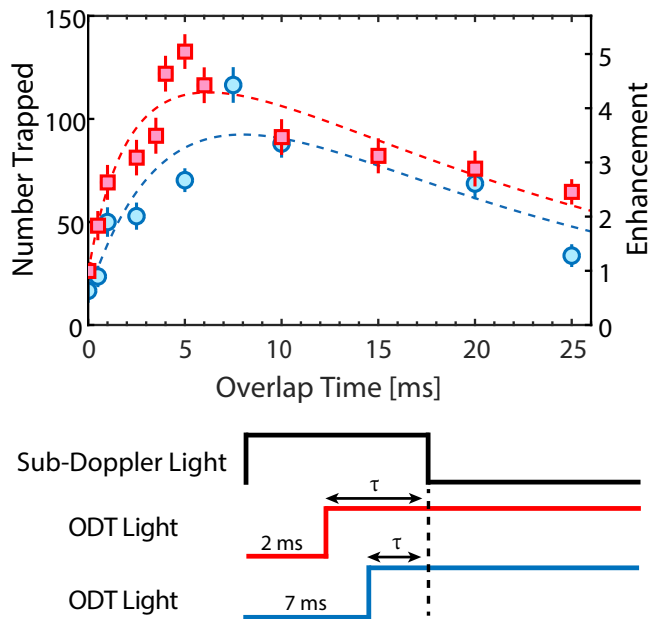 150
100
50
0
Number Trapped
5
4
3
2
1
0
Enhancement
0 5 10 15 20 25
Overlap Time [ms]
Sub-Doppler Light
τ
ODT Light
2 ms
τ
ODT Light
7 ms